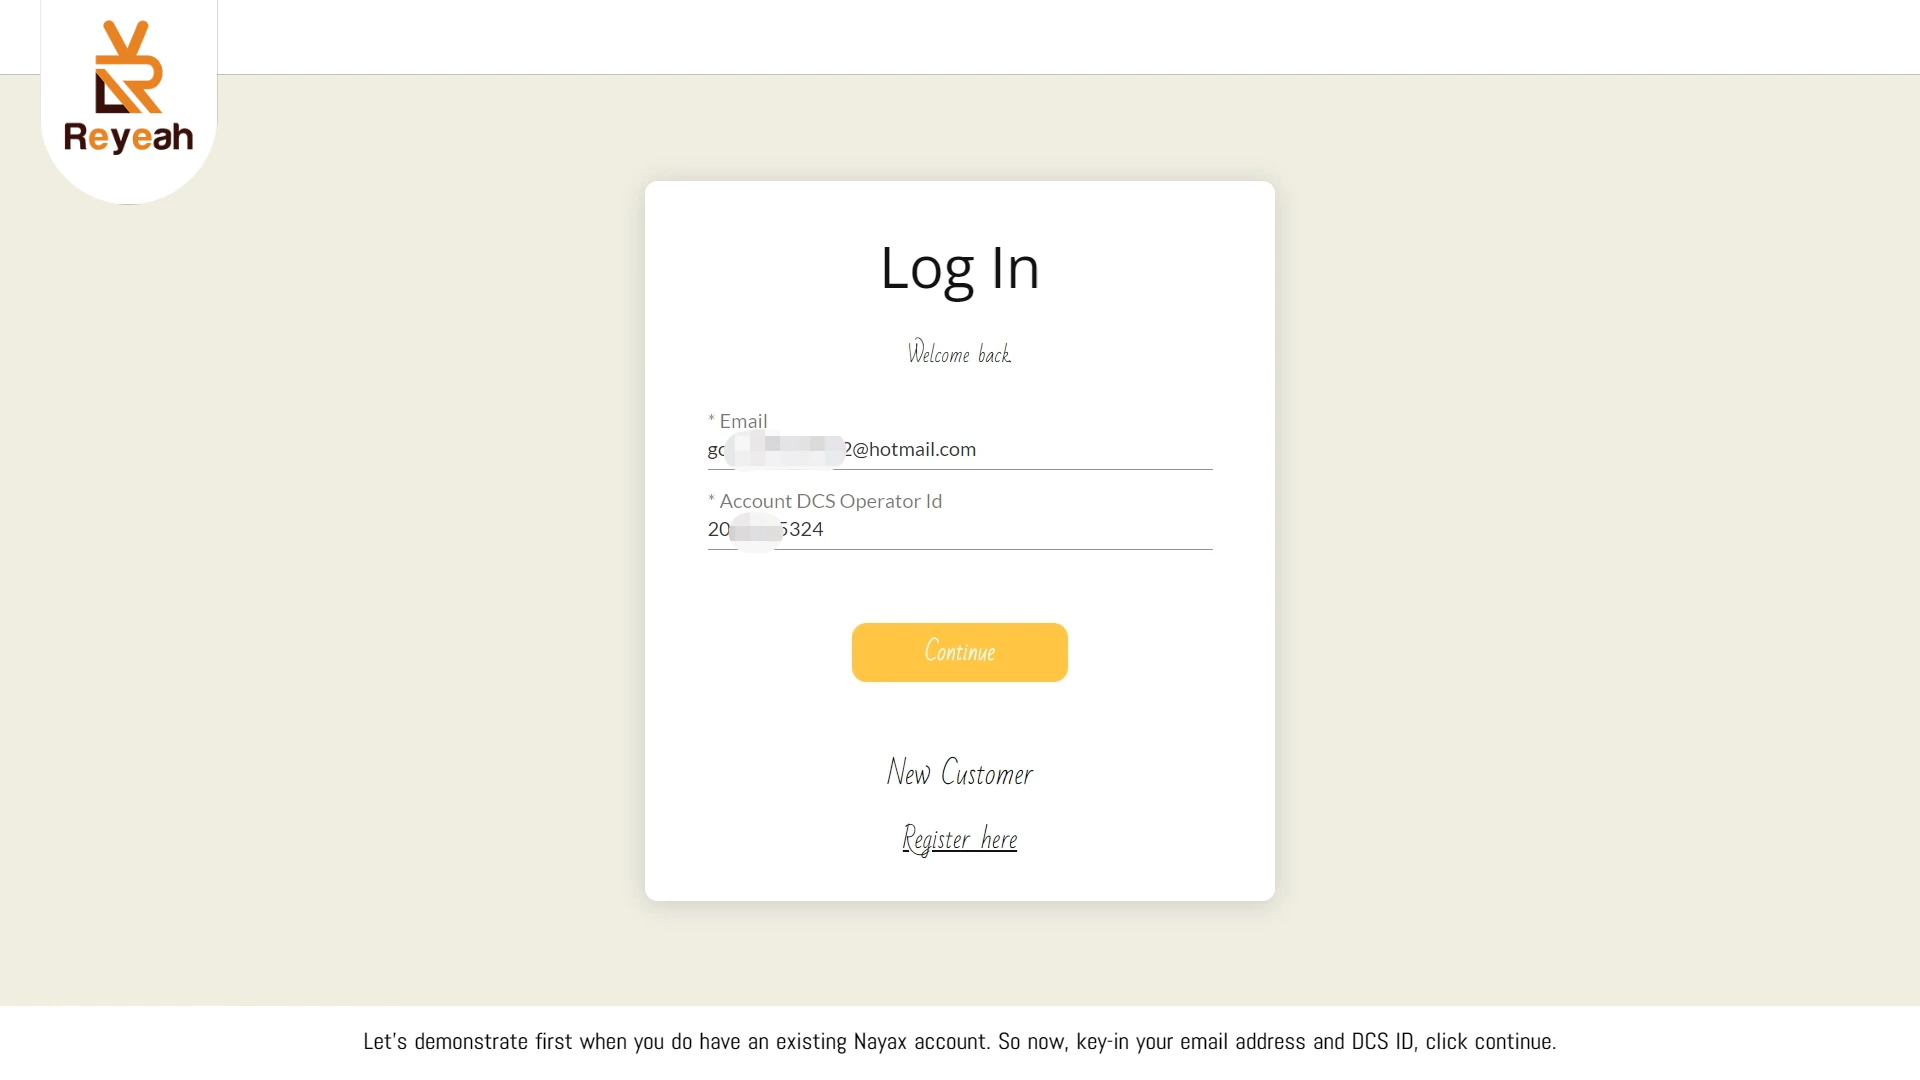 Reyeah
Log In
Welcome back.
* Email
@hotmail.com
* Account DCS Operator Id
5324
Continue
New Customer
Register here
Let's demonstrate first when you do have an existing Nayax account. So now, key-in your email address and DCS ID, click continue.